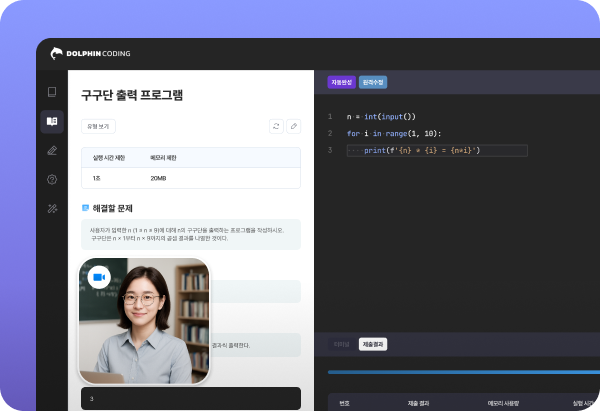 DOLPHIN CODING
구구단 출력 프로그램
유형 보기
실행 시간 제한 메모리 제한
1초 20MB
해결할 문제
사용자가 입력한 n (1 ≤ n ≤ 9)에 대해 n의 구구단을 출력하는 프로그램을 작성하시오.
구구단은 n × 1부터 n × 9까지의 곱셈 결과를 나열한 것이다.
결과의 출력한다.
3
자동완성 원격수정
1 n = int(input())
2 for i in range(1, 10):
3 print(f'{n} * {i} = {n*i}')
터미널 제출결과
번호 제출 결과 메모리 사용량 실행 시간